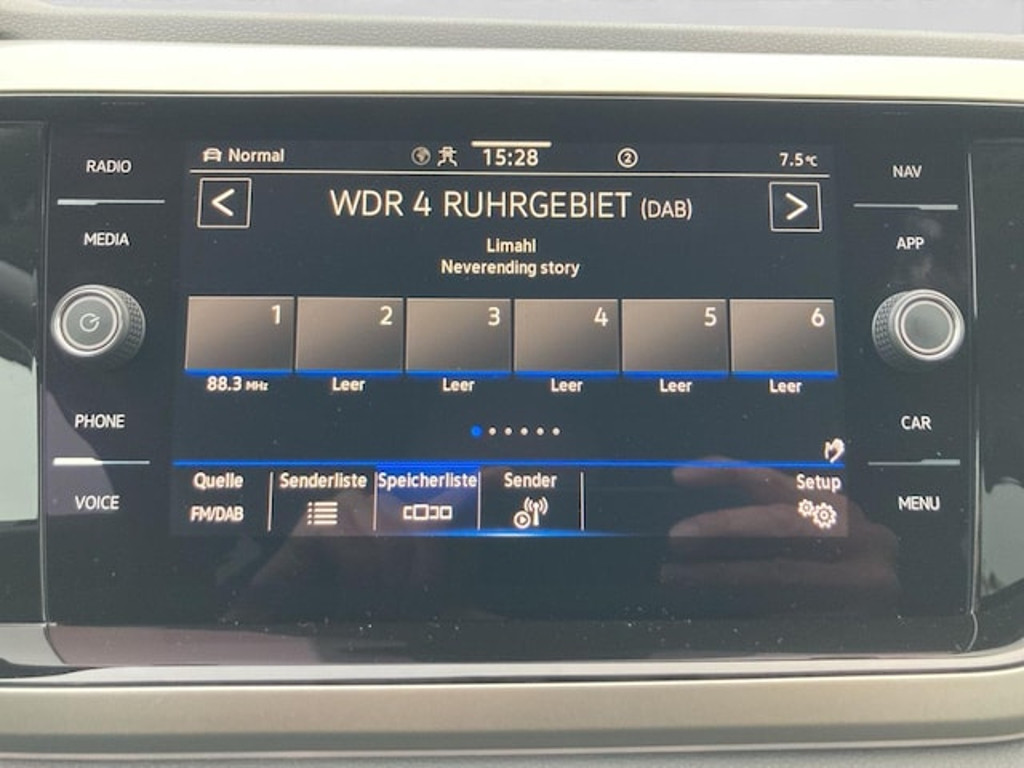 RADIO
MEDIA
PHONE
VOICE
Normal
15:28
2
7.5°C
< WDR 4 RUHRGEBIET (DAB) >
Limahl
Neverending story
1 2 3 4 5 6
88.3 MHz Leer Leer Leer Leer Leer
Quelle Senderliste Speicherliste Sender Setup
FM/DAB
NAV
APP
CAR
MENU